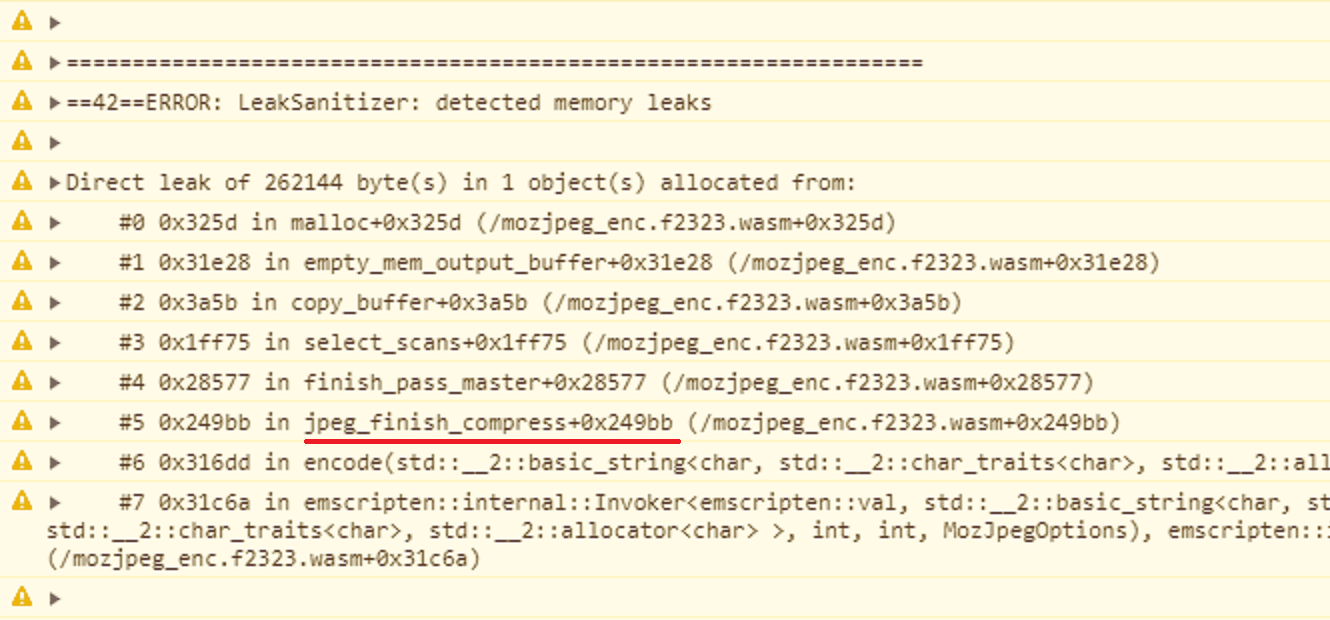 =================================================================
==42==ERROR: LeakSanitizer: detected memory leaks
Direct leak of 262144 byte(s) in 1 object(s) allocated from:
#0 0x325d in malloc+0x325d (/mozjpeg_enc.f2323.wasm+0x325d)
#1 0x31e28 in empty_mem_output_buffer+0x31e28 (/mozjpeg_enc.f2323.wasm+0x31e28)
#2 0x3a5b in copy_buffer+0x3a5b (/mozjpeg_enc.f2323.wasm+0x3a5b)
#3 0x1ff75 in select_scans+0x1ff75 (/mozjpeg_enc.f2323.wasm+0x1ff75)
#4 0x28577 in finish_pass_master+0x28577 (/mozjpeg_enc.f2323.wasm+0x28577)
#5 0x249bb in jpeg_finish_compress+0x249bb (/mozjpeg_enc.f2323.wasm+0x249bb)
#6 0x316dd in encode(std::__2::basic_string<char, std::__2::char_traits<char>, std::__2::all
#7 0x31c6a in emscripten::internal::Invoker<emscripten::val, std::__2::basic_string<char, st
std::__2::char_traits<char>, std::__2::allocator<char> >, int, int, MozJpegOptions), emscripten::
(/mozjpeg_enc.f2323.wasm+0x31c6a)